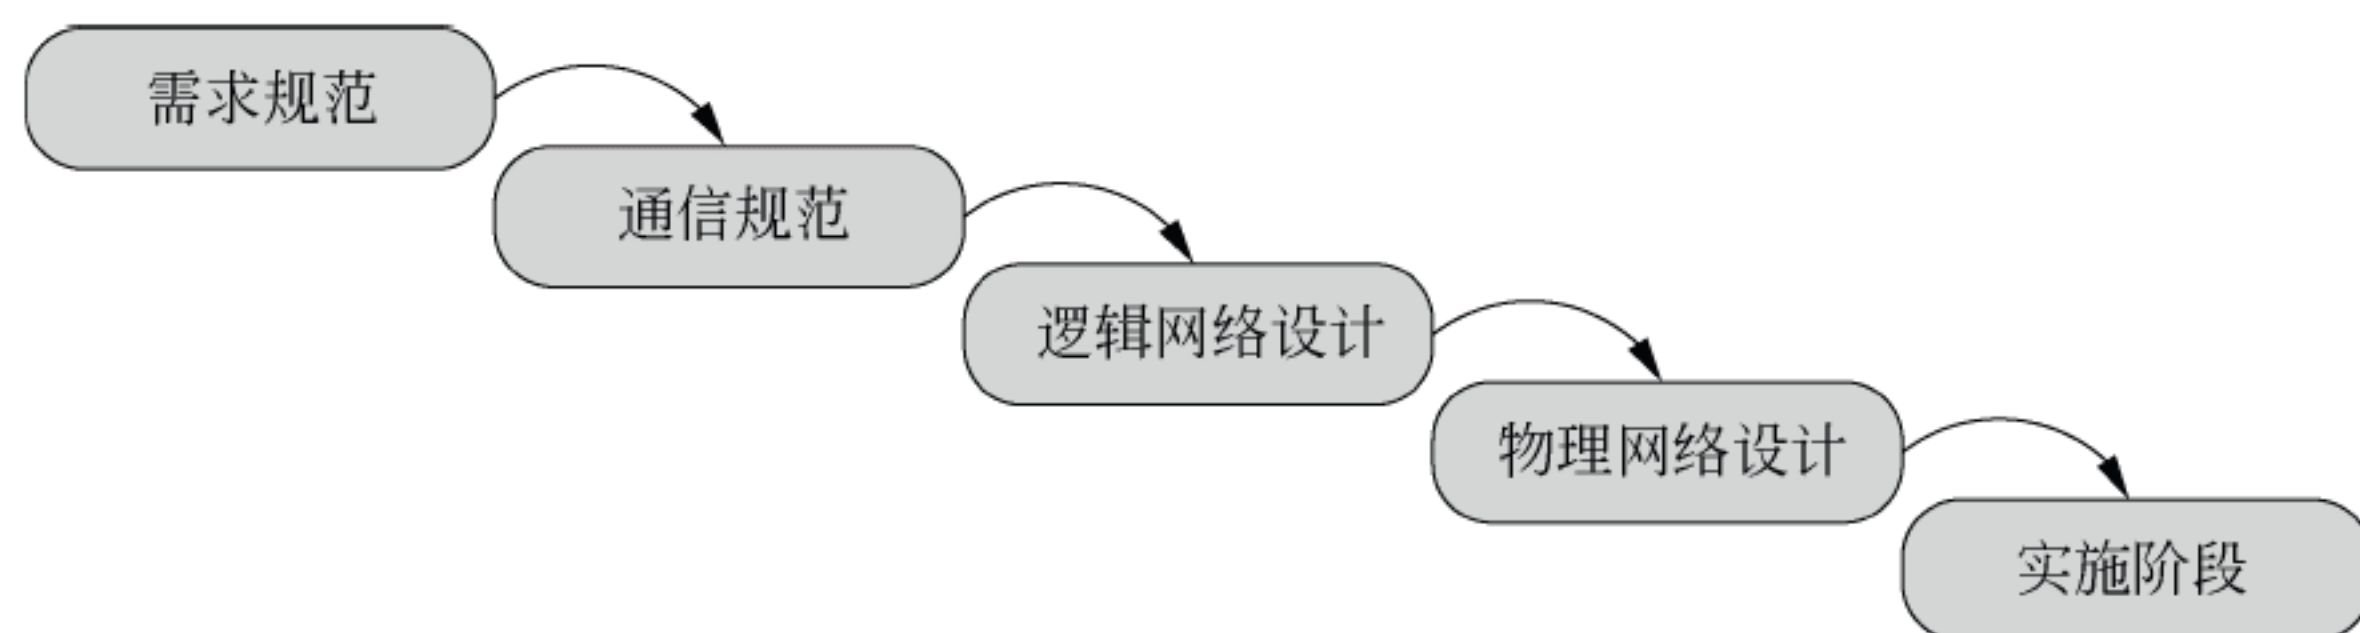 需求规范
通信规范
逻辑网络设计
物理网络设计
实施阶段